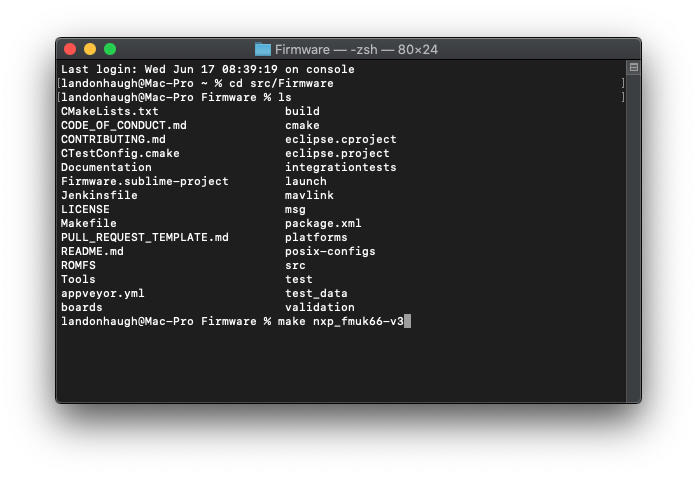 Firmware — -zsh — 80×24
Last login: Wed Jun 17 08:39:19 on console
[landonhaugh@Mac-Pro ~ % cd src/Firmware ]
[landonhaugh@Mac-Pro Firmware % ls ]
CMakeLists.txt build
CODE_OF_CONDUCT.md cmake
CONTRIBUTING.md eclipse.cproject
CTestConfig.cmake eclipse.project
Documentation integrationtests
Firmware.sublime-project launch
Jenkinsfile mavlink
LICENSE msg
Makefile package.xml
PULL_REQUEST_TEMPLATE.md platforms
README.md posix-configs
ROMFS src
Tools test
appveyor.yml test_data
boards validation
landonhaugh@Mac-Pro Firmware % make nxp_fmuk66-v3